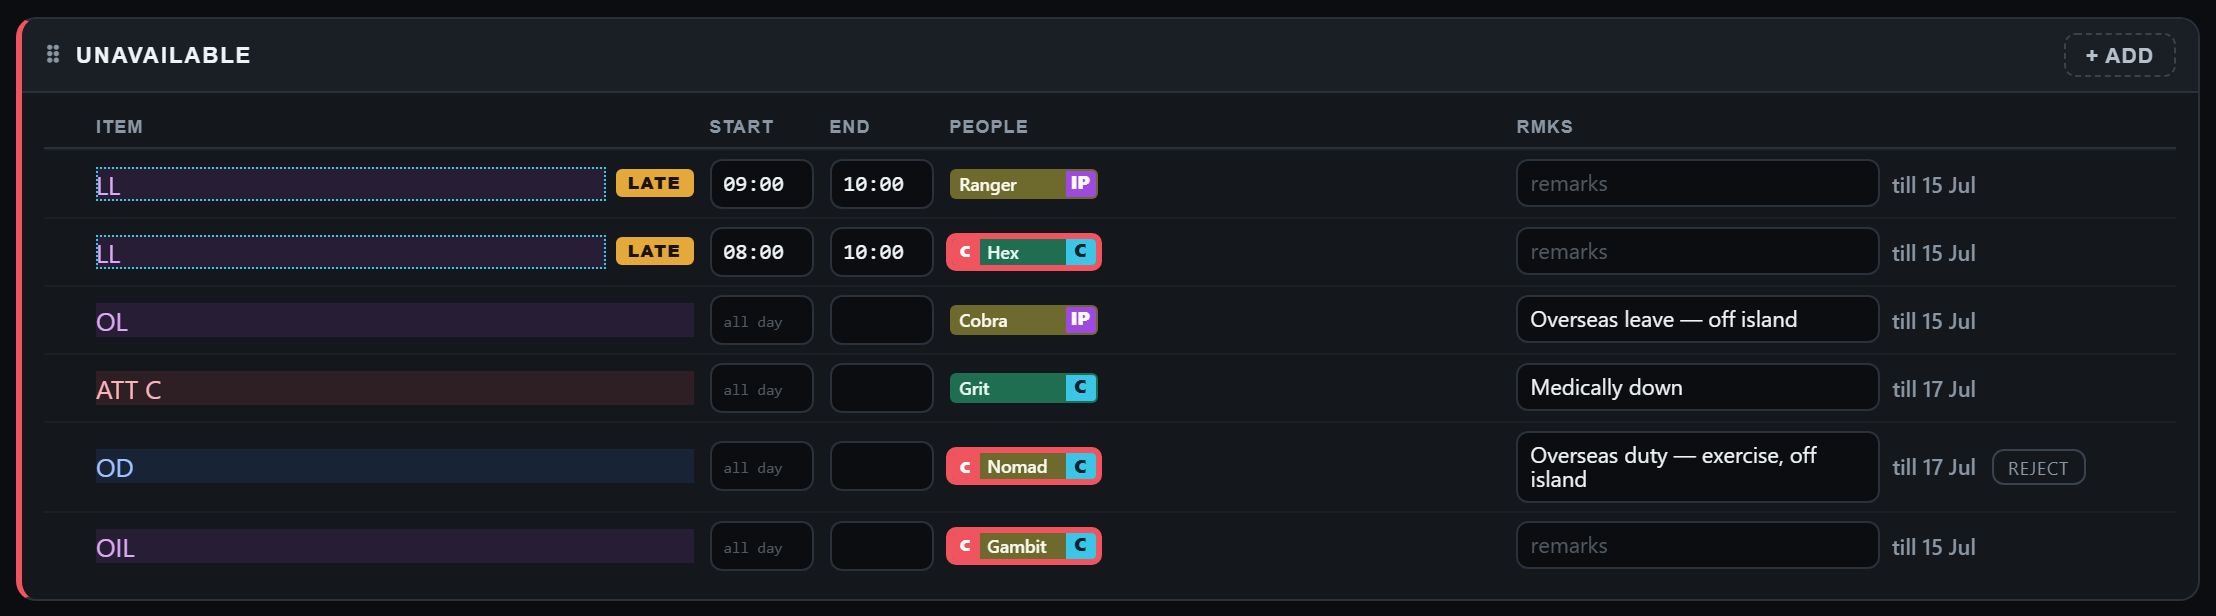 UNAVAILABLE
+ ADD
ITEM START END PEOPLE RMKS
LL LATE 09:00 10:00 Ranger IP remarks till 15 Jul
LL LATE 08:00 10:00 C Hex C remarks till 15 Jul
OL all day Cobra IP Overseas leave — off island till 15 Jul
ATT C all day Grit C Medically down till 17 Jul
OD all day C Nomad C Overseas duty — exercise, off island till 17 Jul REJECT
OIL all day C Gambit C remarks till 15 Jul